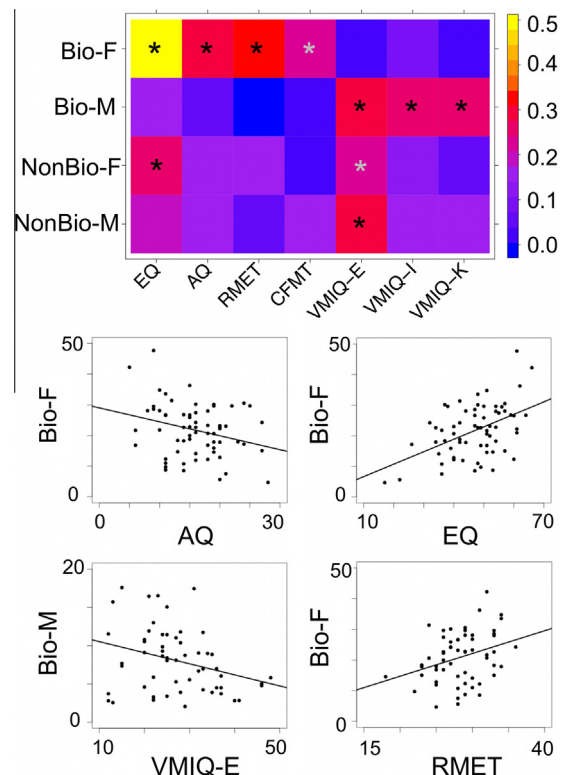 Bio-F * * * * 0.5
0.4
Bio-M * * * 0.3
NonBio-F * * 0.2
0.1
NonBio-M * 0.0
EQ AQ RMET CFMT VMIQ-E VMIQ-I VMIQ-K
50 50
Bio-F Bio-F
0 0
0 30 10 70
AQ EQ
20 50
Bio-M Bio-F
0 0
10 50 15 40
VMIQ-E RMET